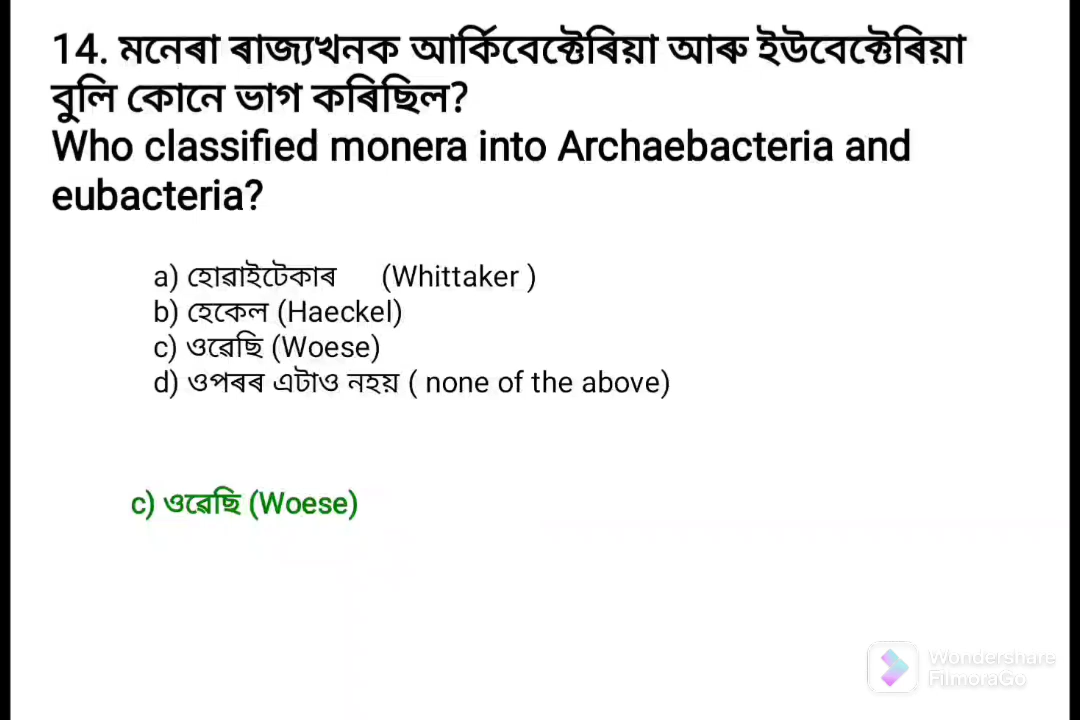 14. মনেৰা ৰাজ্যখনক আৰ্কিবেক্টেৰিয়া আৰু ইউবেক্টেৰিয়া
বুলি কোনে ভাগ কৰিছিল?
Who classified monera into Archaebacteria and
eubacteria?
a) হোৱাইটেকাৰ (Whittaker )
b) হেকেল (Haeckel)
c) ওৱেছি (Woese)
d) ওপৰৰ এটাও নহয় ( none of the above)
c) ওৱেছি (Woese)
Wondershare
FilmoraGo